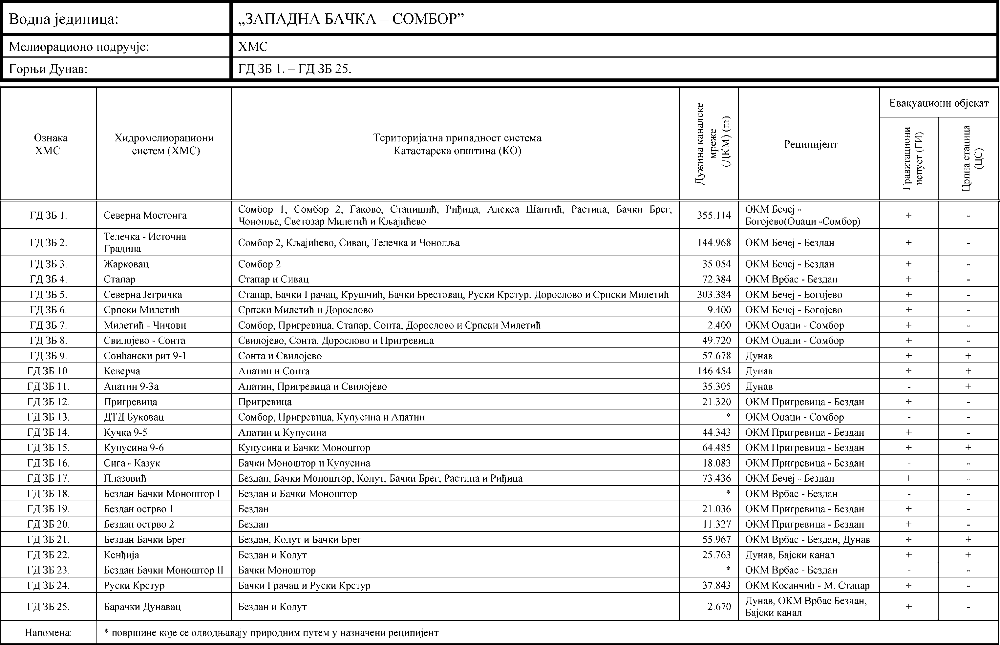 Водна јединица: „ЗАПАДНА БАЧКА – СОМБОР”
Мелиорационо подручје: ХМС
Горњи Дунав: ГД ЗБ 1. – ГД ЗБ 25.
Ознака ХМС
Хидромелиорациони систем (ХМС)
Територијална припадност система
Катастарска општина (КО)
Дужина каналске мреже (ДКМ) (m)
Реципијент
Евакуациони објекат
Гравитациони испуст (ГИ)
Црпна станица (ЦС)
ГД ЗБ 1. Северна Мостонга Сомбор 1, Сомбор 2, Гаково, Станишић, Риђица, Алекса Шантић, Растина, Бачки Брег, Чонопља, Светозар Милетић и Кљајићево 355.114 ОКМ Бечеј - Богојево(Оџаци -Сомбор) + -
ГД ЗБ 2. Телечка - Источна Градина Сомбор 2, Кљајићево, Сивац, Телечка и Чонопља 144.968 ОКМ Бечеј - Бездан + -
ГД ЗБ 3. Жарковац Сомбор 2 35.054 ОКМ Бечеј - Бездан + -
ГД ЗБ 4. Стапар Стапар и Сивац 72.384 ОКМ Врбас - Бездан + -
ГД ЗБ 5. Северна Јегричка Стапар, Бачки Грачац, Крушчић, Бачки Брестовац, Руски Крстур, Дорослово и Српски Милетић 303.384 ОКМ Бечеј - Богојево + -
ГД ЗБ 6. Српски Милетић Српски Милетић и Дорослово 9.400 ОКМ Бечеј - Богојево + -
ГД ЗБ 7. Милетић - Чичови Сомбор, Пригревица, Стапар, Сонта, Дорослово и Српски Милетић 2.400 ОКМ Оџаци - Сомбор + -
ГД ЗБ 8. Свилојево - Сонта Свилојево, Сонта, Дорослово и Пригревица 49.720 ОКМ Оџаци - Сомбор + -
ГД ЗБ 9. Сонћански рит 9-1 Сонта и Свилојево 57.678 Дунав + +
ГД ЗБ 10. Кеверча Апатин и Сонта 146.454 Дунав + +
ГД ЗБ 11. Апатин 9-3а Апатин, Пригревица и Свилојево 35.305 Дунав - +
ГД ЗБ 12. Пригревица Пригревица 21.320 ОКМ Пригревица - Бездан + -
ГД ЗБ 13. ДТД Буковац Сомбор, Пригревица, Купусина и Апатин * ОКМ Оџаци - Сомбор - -
ГД ЗБ 14. Кучка 9-5 Апатин и Купусина 44.343 ОКМ Пригревица - Бездан + -
ГД ЗБ 15. Купусина 9-6 Купусина и Бачки Моноштор 64.485 ОКМ Пригревица - Бездан + +
ГД ЗБ 16. Сига - Казук Бачки Моноштор и Купусина 18.083 ОКМ Пригревица - Бездан - -
ГД ЗБ 17. Плазовић Бездан, Бачки Моноштор, Колут, Бачки Брег, Растина и Риђица 73.436 ОКМ Бечеј - Бездан + -
ГД ЗБ 18. Бездан Бачки Моноштор I Бездан и Бачки Моноштор * ОКМ Врбас - Бездан - -
ГД ЗБ 19. Бездан острво 1 Бездан 21.036 ОКМ Пригревица - Бездан + -
ГД ЗБ 20. Бездан острво 2 Бездан 11.327 ОКМ Пригревица - Бездан + -
ГД ЗБ 21. Бездан Бачки Брег Бездан, Колут и Бачки Брег 55.967 ОКМ Врбас - Бездан, Дунав + +
ГД ЗБ 22. Кенђија Бездан и Колут 25.763 Дунав, Бајски канал + +
ГД ЗБ 23. Бездан Бачки Моноштор II Бачки Моноштор * ОКМ Врбас - Бездан - -
ГД ЗБ 24. Руски Крстур Бачки Грачац и Руски Крстур 37.843 ОКМ Косанчић - М. Стапар + -
ГД ЗБ 25. Барачки Дунавац Бездан и Колут 2.670 Дунав, ОКМ Врбас Бездан, Бајски канал + -
Напомена: * површине које се одводњавају природним путем у назначени реципијент